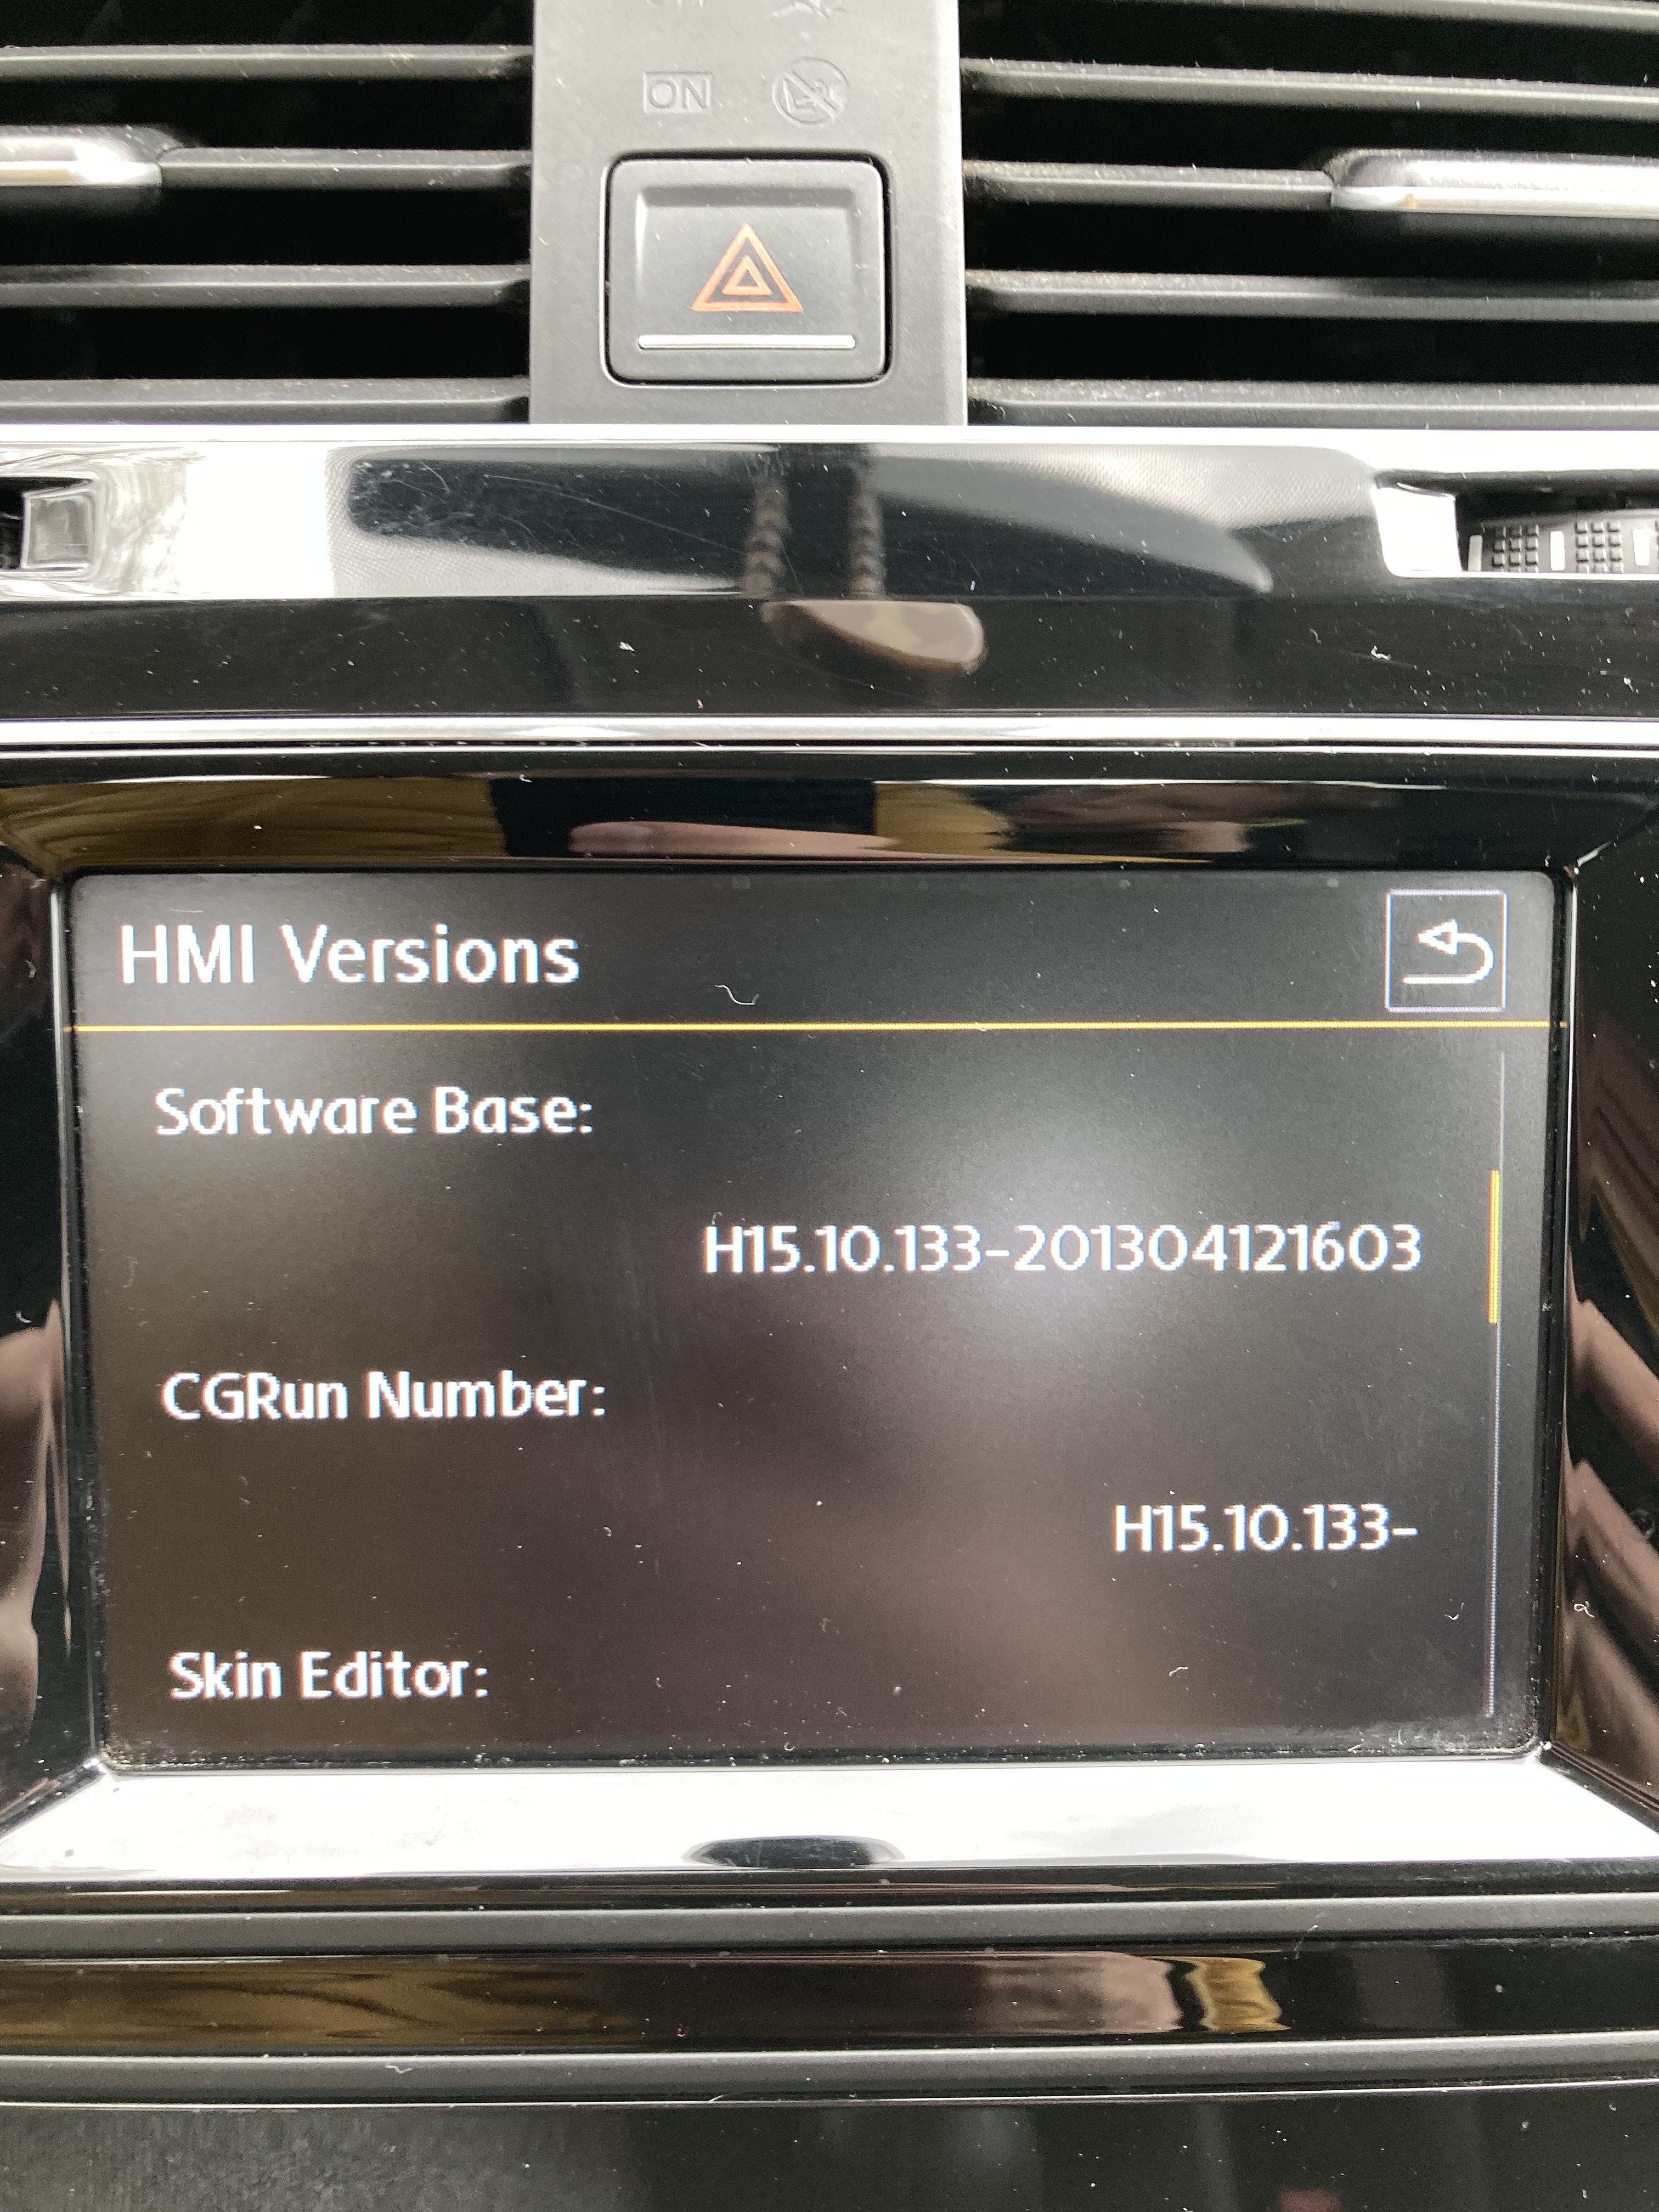 ON
HMI Versions
Software Base:
H15.10.133-201304121603
CGRun Number:
H15.10.133-
Skin Editor: